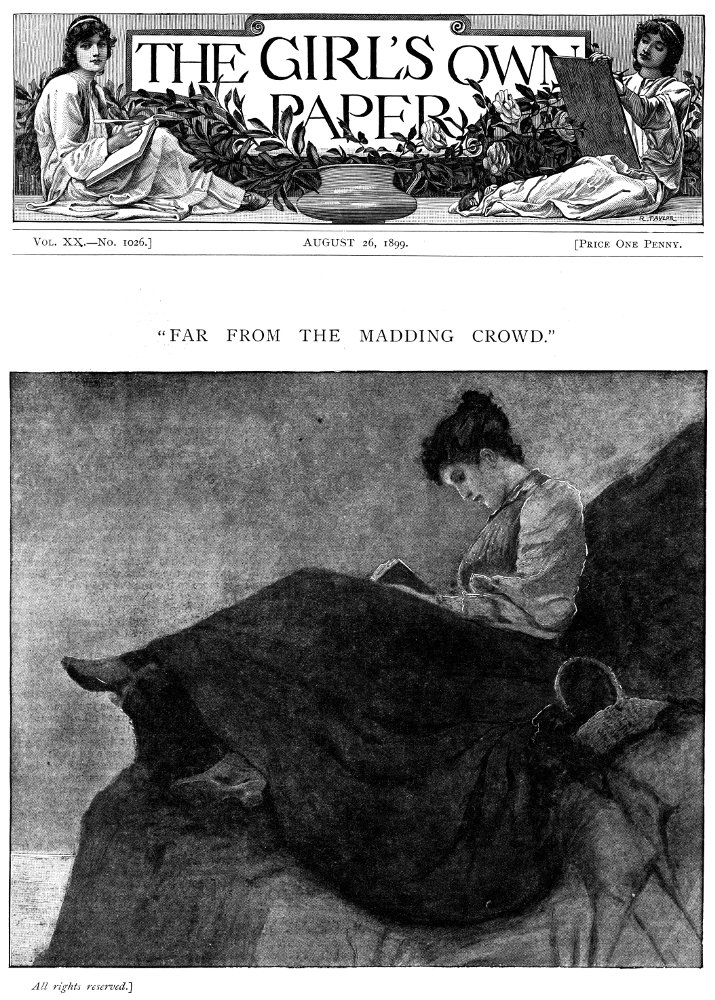 THE GIRL'S OWN
PAPER
R. TAYLOR
VOL. XX.—No. 1026.]
AUGUST 26, 1899.
[PRICE ONE PENNY.
"FAR FROM THE MADDING CROWD."
All rights reserved.]